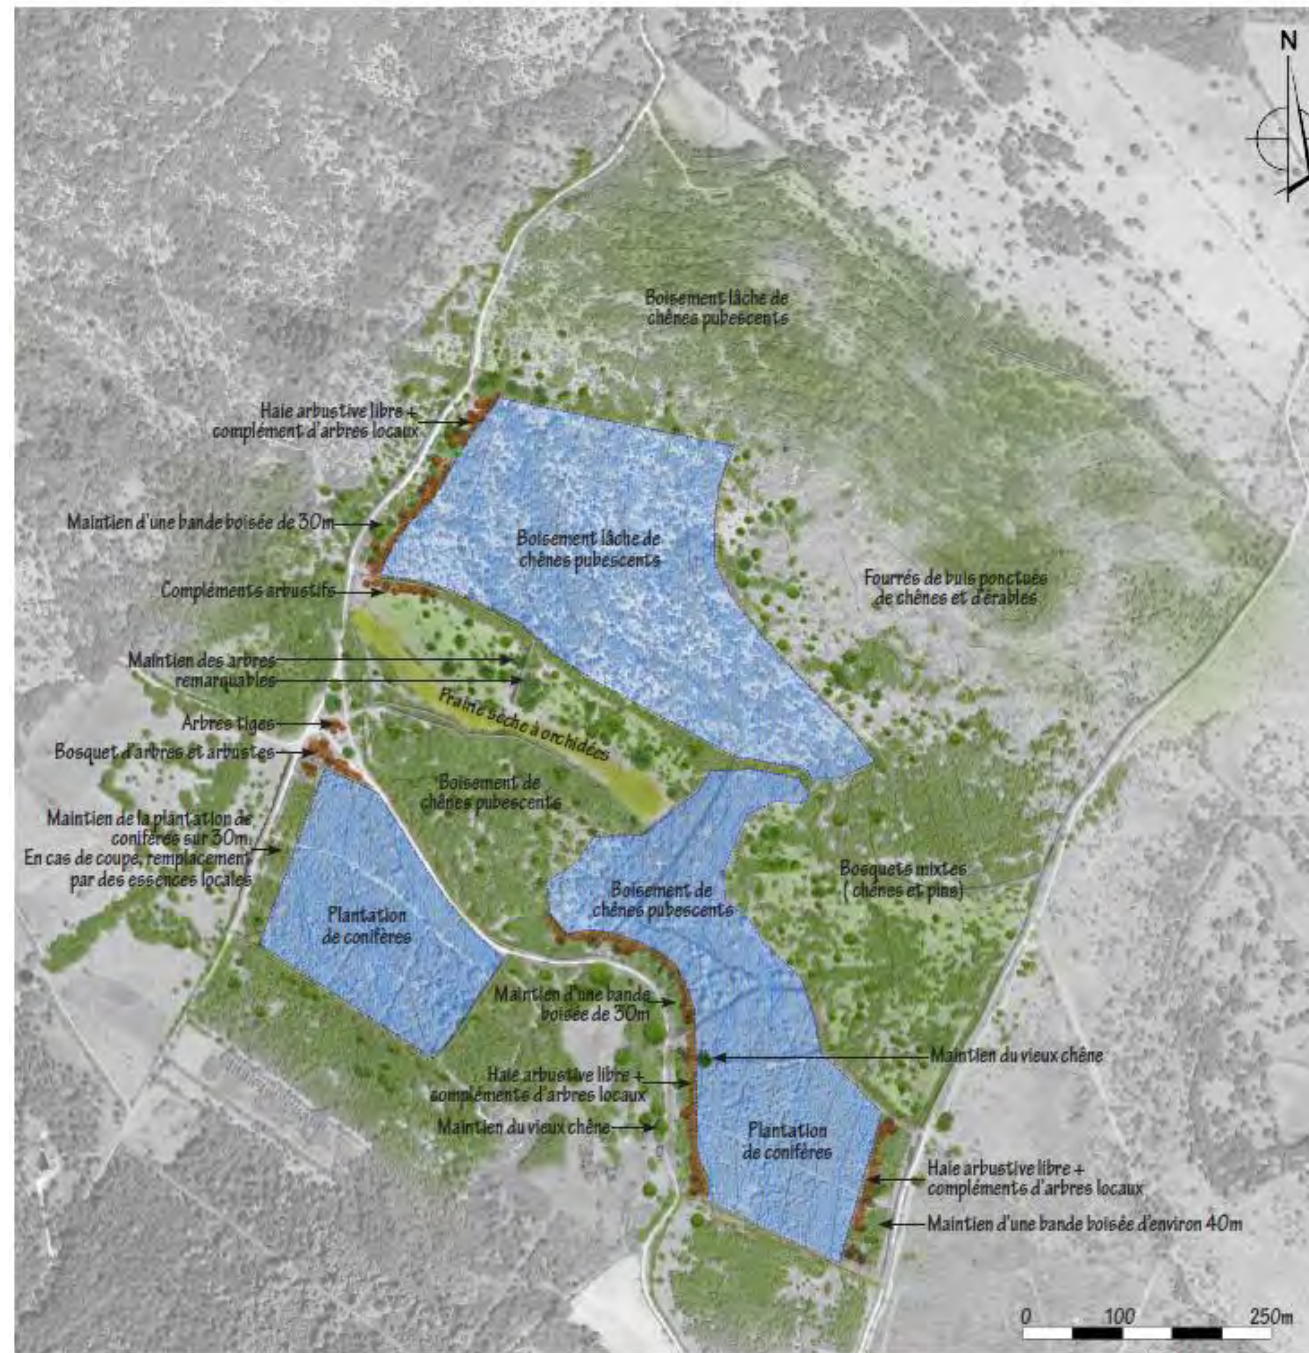 N
Boisement lâche de
chênes pubescents
Haie arbustive libre +
complément d'arbres locaux
Maintien d'une bande boisée de 30m
Boisement lâche de
chênes pubescents
Fourrés de buis ponctués
de chênes et d'érables
Compléments arbustifs
Maintien des arbres
remarquables
Prairie sèche à orchidées
Arbres tiges
Bosquet d'arbres et arbustes
Boisement de
chênes pubescents
Maintien de la plantation de
conifères sur 30m.
En cas de coupe, remplacement
par des essences locales
Boisement de
chênes pubescents
Bosquets mixtes
( chênes et pins)
Plantation
de conifères
Maintien d'une bande
boisée de 30m
Maintien du vieux chêne
Haie arbustive libre +
compléments d'arbres locaux
Maintien du vieux chêne
Plantation
de conifères
Haie arbustive libre +
compléments d'arbres locaux
Maintien d'une bande boisée d'environ 40m
0 100 250m